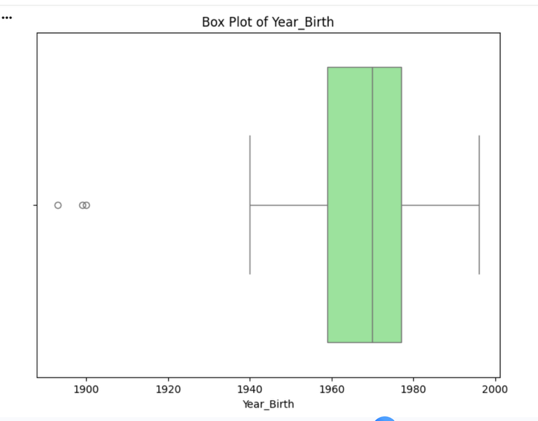 ...
Box Plot of Year_Birth
1900 1920 1940 1960 1980 2000
Year_Birth